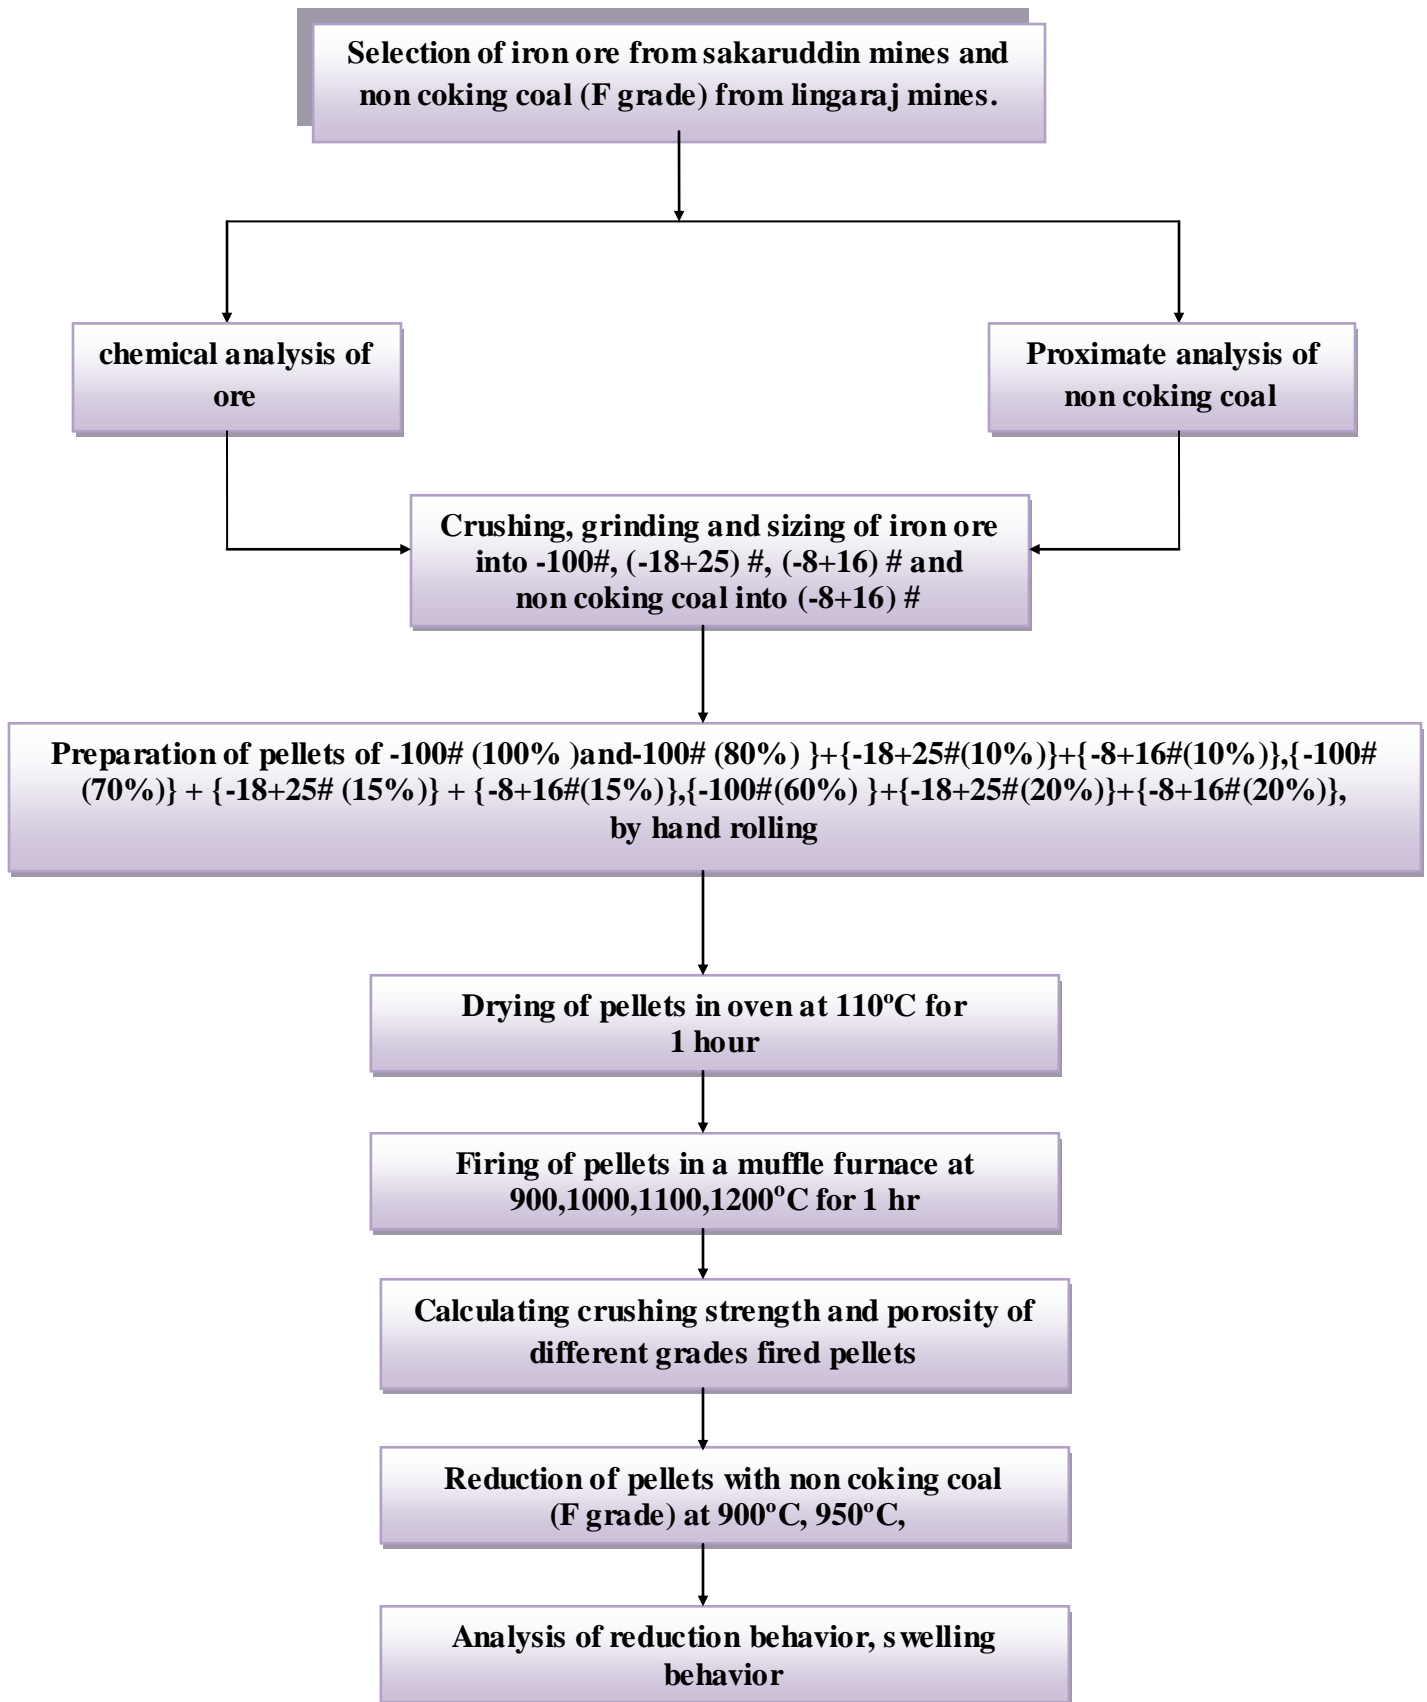 Selection of iron ore from sakaruddin mines and
non coking coal (F grade) from lingaraj mines.
chemical analysis of
ore
Proximate analysis of
non coking coal
Crushing, grinding and sizing of iron ore
into -100#, (-18+25) #, (-8+16) # and
non coking coal into (-8+16) #
Preparation of pellets of -100# (100% )and-100# (80%) }+{-18+25#(10%)}+{-8+16#(10%)},{-100#
(70%)} + {-18+25# (15%)} + {-8+16#(15%)},{-100#(60%) }+{-18+25#(20%)}+{-8+16#(20%)},
by hand rolling
Drying of pellets in oven at 110ºC for
1 hour
Firing of pellets in a muffle furnace at
900,1000,1100,1200ºC for 1 hr
Calculating crushing strength and porosity of
different grades fired pellets
Reduction of pellets with non coking coal
(F grade) at 900ºC, 950ºC,
Analysis of reduction behavior, swelling
behavior